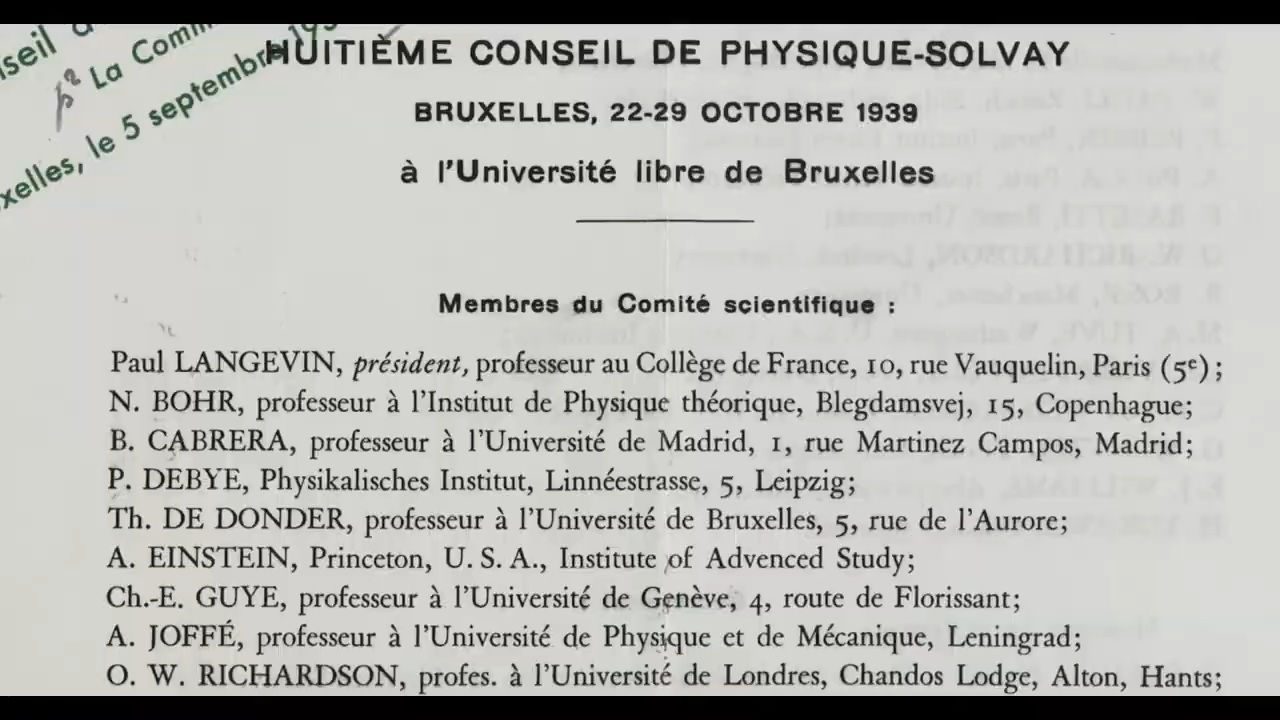 nseil d
pr La Comm
xelles, le 5 septembre 193
HUITIÈME CONSEIL DE PHYSIQUE-SOLVAY
BRUXELLES, 22-29 OCTOBRE 1939
à l'Université libre de Bruxelles
Membres du Comité scientifique :
Paul LANGEVIN, président, professeur au Collège de France, 10, rue Vauquelin, Paris (5e) ;
N. BOHR, professeur à l'Institut de Physique théorique, Blegdamsvej, 15, Copenhague;
B. CABRERA, professeur à l'Université de Madrid, 1, rue Martinez Campos, Madrid;
P. DEBYE, Physikalisches Institut, Linnéestrasse, 5, Leipzig;
Th. DE DONDER, professeur à l'Université de Bruxelles, 5, rue de l'Aurore;
A. EINSTEIN, Princeton, U. S. A., Institute of Advanced Study;
Ch.-E. GUYE, professeur à l'Université de Genève, 4, route de Florissant;
A. JOFFÉ, professeur à l'Université de Physique et de Mécanique, Leningrad;
O. W. RICHARDSON, profes. à l'Université de Londres, Chandos Lodge, Alton, Hants;